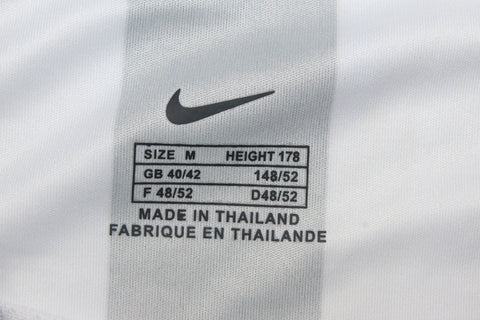 SIZE M HEIGHT 178
GB 40/42 148/52
F 48/52 D48/52
MADE IN THAILAND
FABRIQUE EN THAILANDE